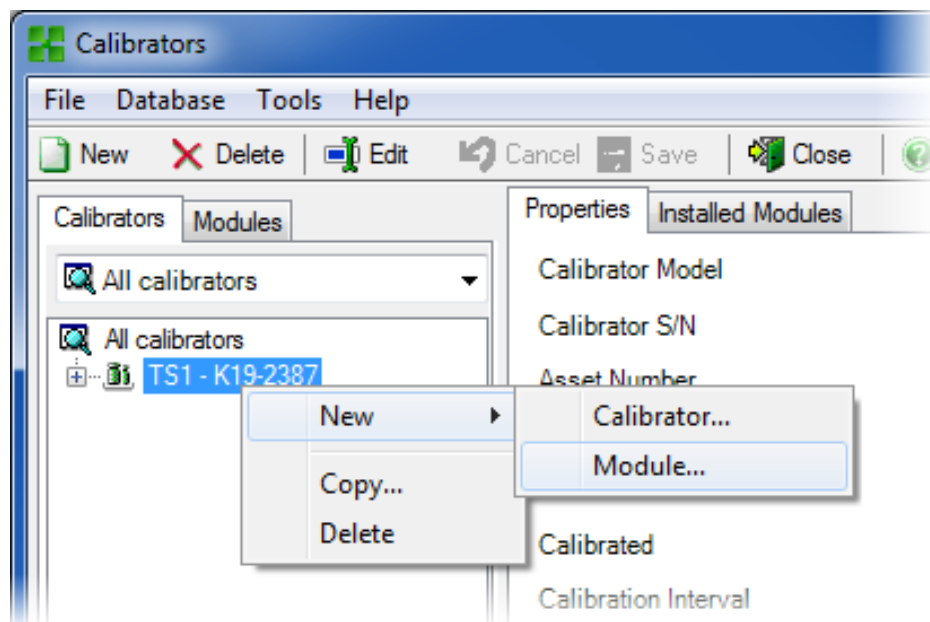 Calibrators
File Database Tools Help
New Delete Edit Cancel Save Close
Calibrators Modules
Properties Installed Modules
All calibrators
Calibrator Model
All calibrators
Calibrator S/N
TS1 - K19-2387
Asset Number
New
Calibrator...
Module...
Copy...
Delete
Calibrated
Calibration Interval